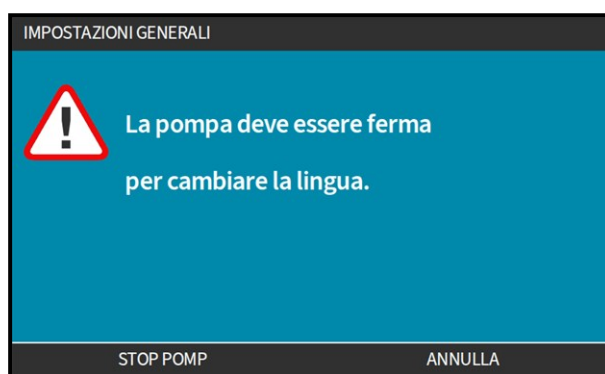 IMPOSTAZIONI GENERALI
La pompa deve essere ferma
per cambiare la lingua.
STOP POMP
ANNULLA